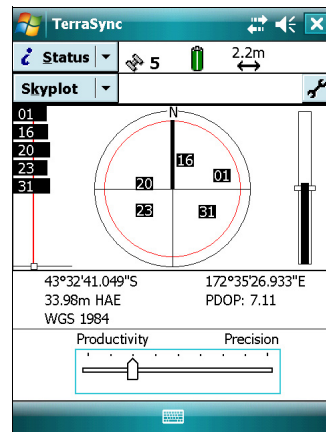 TerraSync
i Status 5 2.2m
Skyplot
01
16
20
23
31
N
16
01
20
23
31
43°32'41.049"S 172°35'26.933"E
33.98m HAE PDOP: 7.11
WGS 1984
Productivity Precision